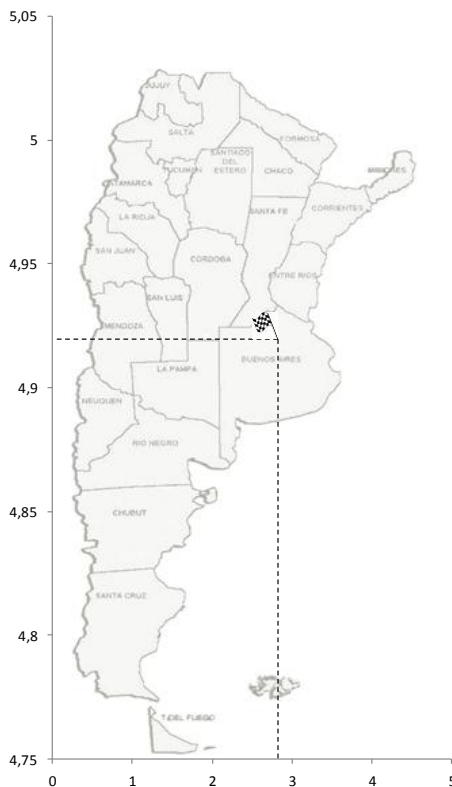 5,05
JUJUY
5
SALTA
FORMOSA
SANTIAGO
DEL
ESTERO
TUCUMAN
CHACO
MISIONES
CATAMARCA
SANTA FE
CORRIENTES
LA RIOJA
4,95
SAN JUAN
CORDOBA
ENTRE RIOS
SAN LUIS
MENDOZA
BUENOS AIRES
LA PAMPA
4,9
NEUQUEN
RIO NEGRO
4,85
CHUBUT
SANTA CRUZ
4,8
T.DEL FUEGO
4,75
0 1 2 3 4 5